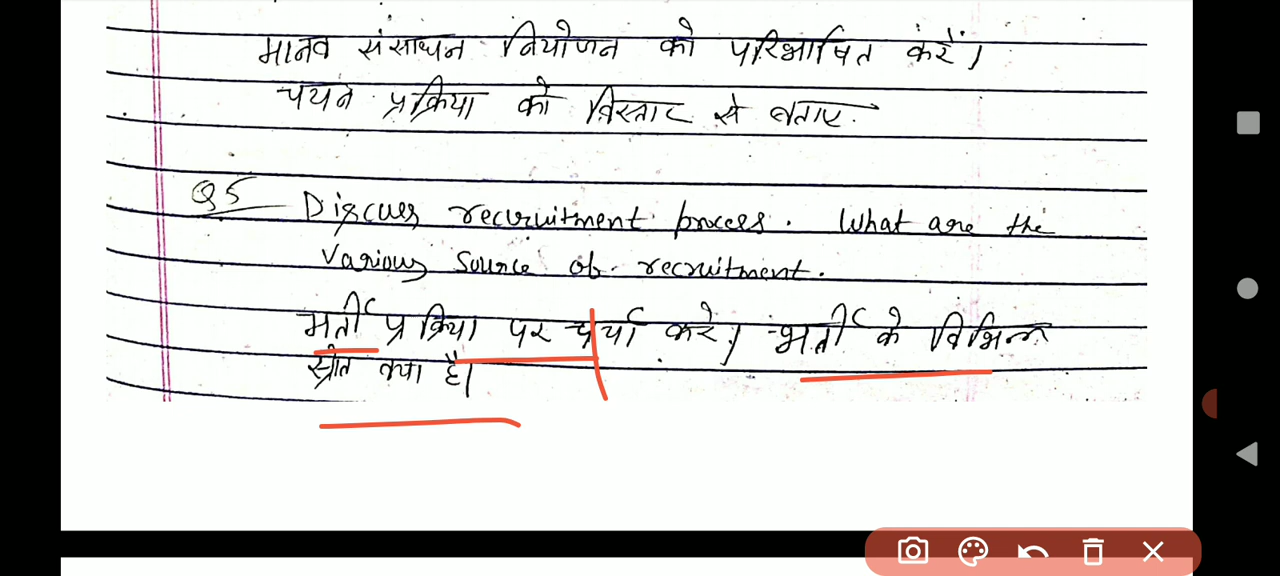 मानव संसाधन नियोजन को परिभाषित करें।
चयन प्रक्रिया को विस्तार से बताए.
Q5 Discuss recruitment process. What are the
Various Source of recruitment.
भर्ती प्रक्रिया पर चर्चा करे। भर्ती के विभिन्न
स्रोत क्या है।